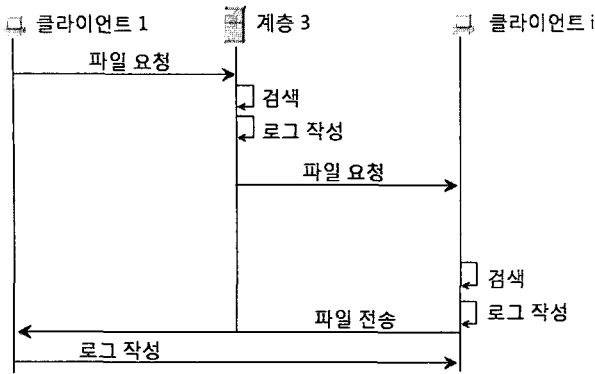 클라이언트 1
계층 3
클라이언트 i
파일 요청
검색
로그 작성
파일 요청
검색
로그 작성
파일 전송
로그 작성